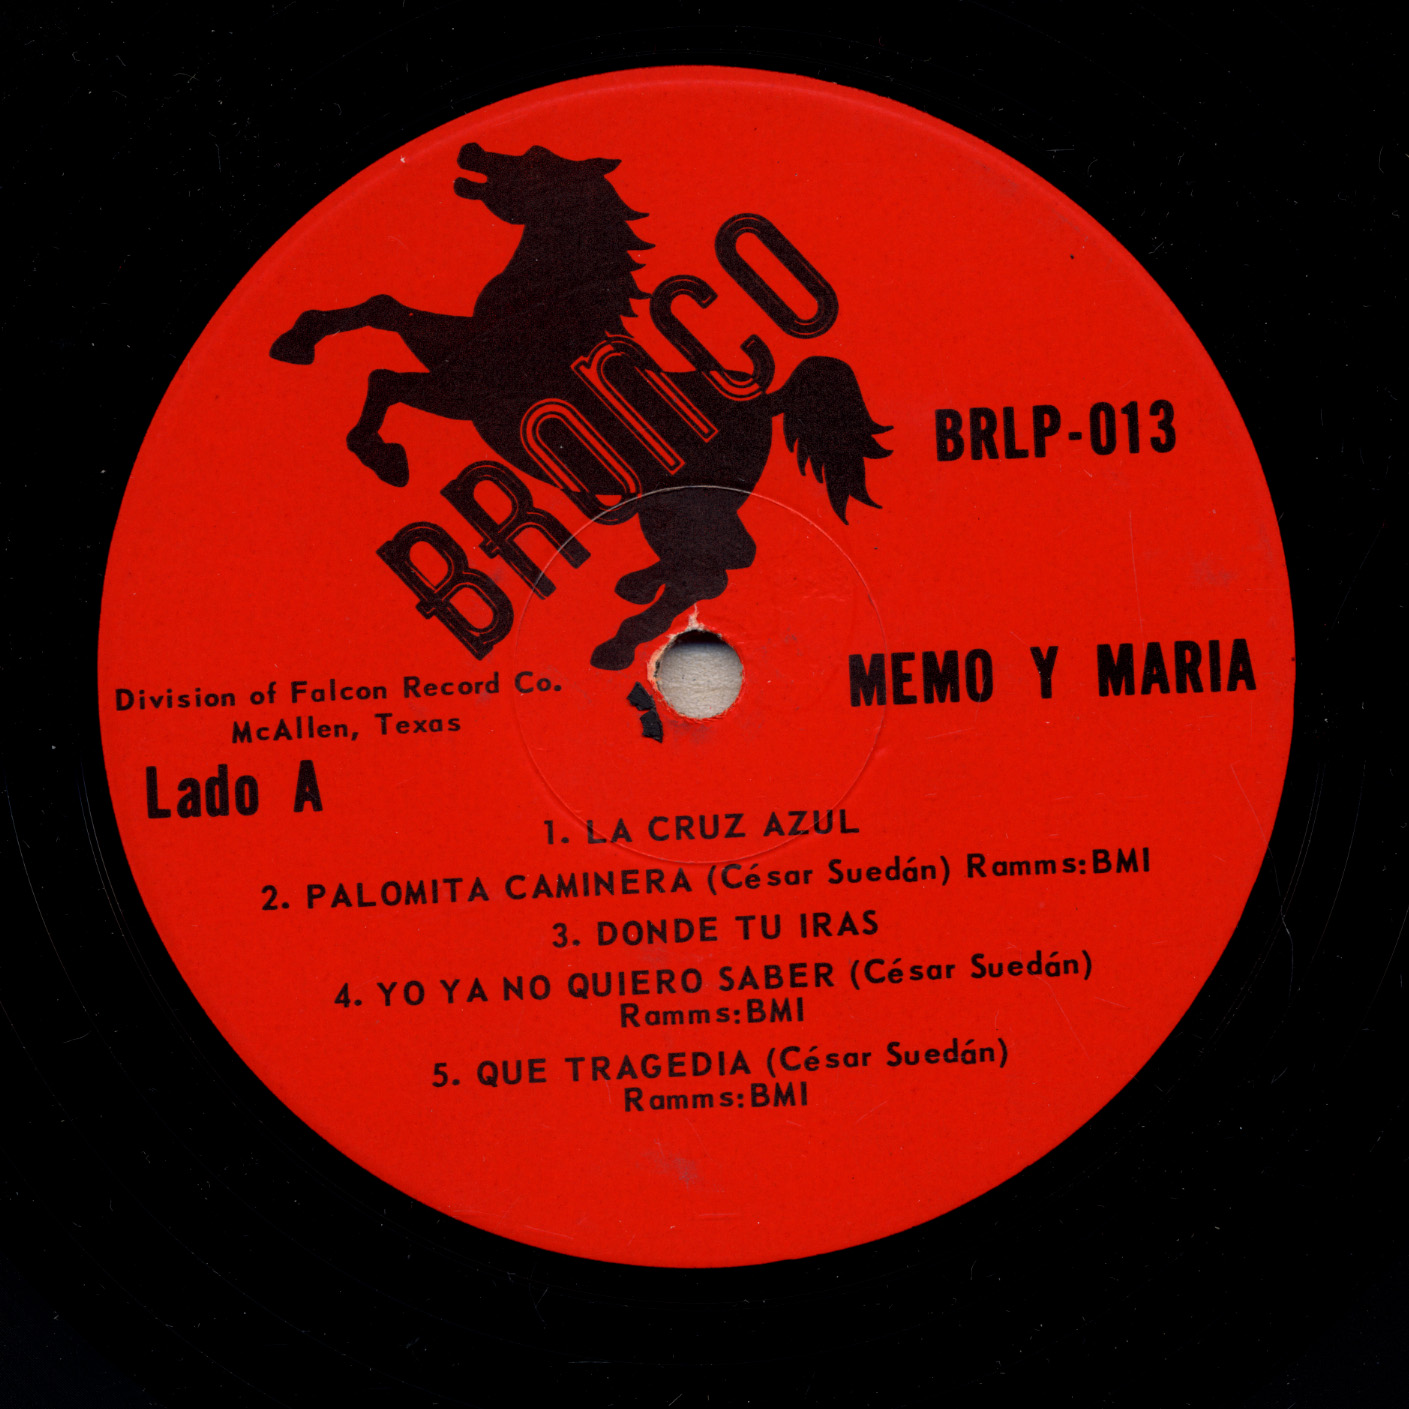 BRONCO
BRLP-013
MEMO Y MARIA
Division of Falcon Record Co.
McAllen, Texas
Lado A
1. LA CRUZ AZUL
2. PALOMITA CAMINERA (César Suedán) Ramms:BMI
3. DONDE TU IRAS
4. YO YA NO QUIERO SABER (César Suedán)
Ramms:BMI
5. QUE TRAGEDIA (César Suedán)
Ramms:BMI